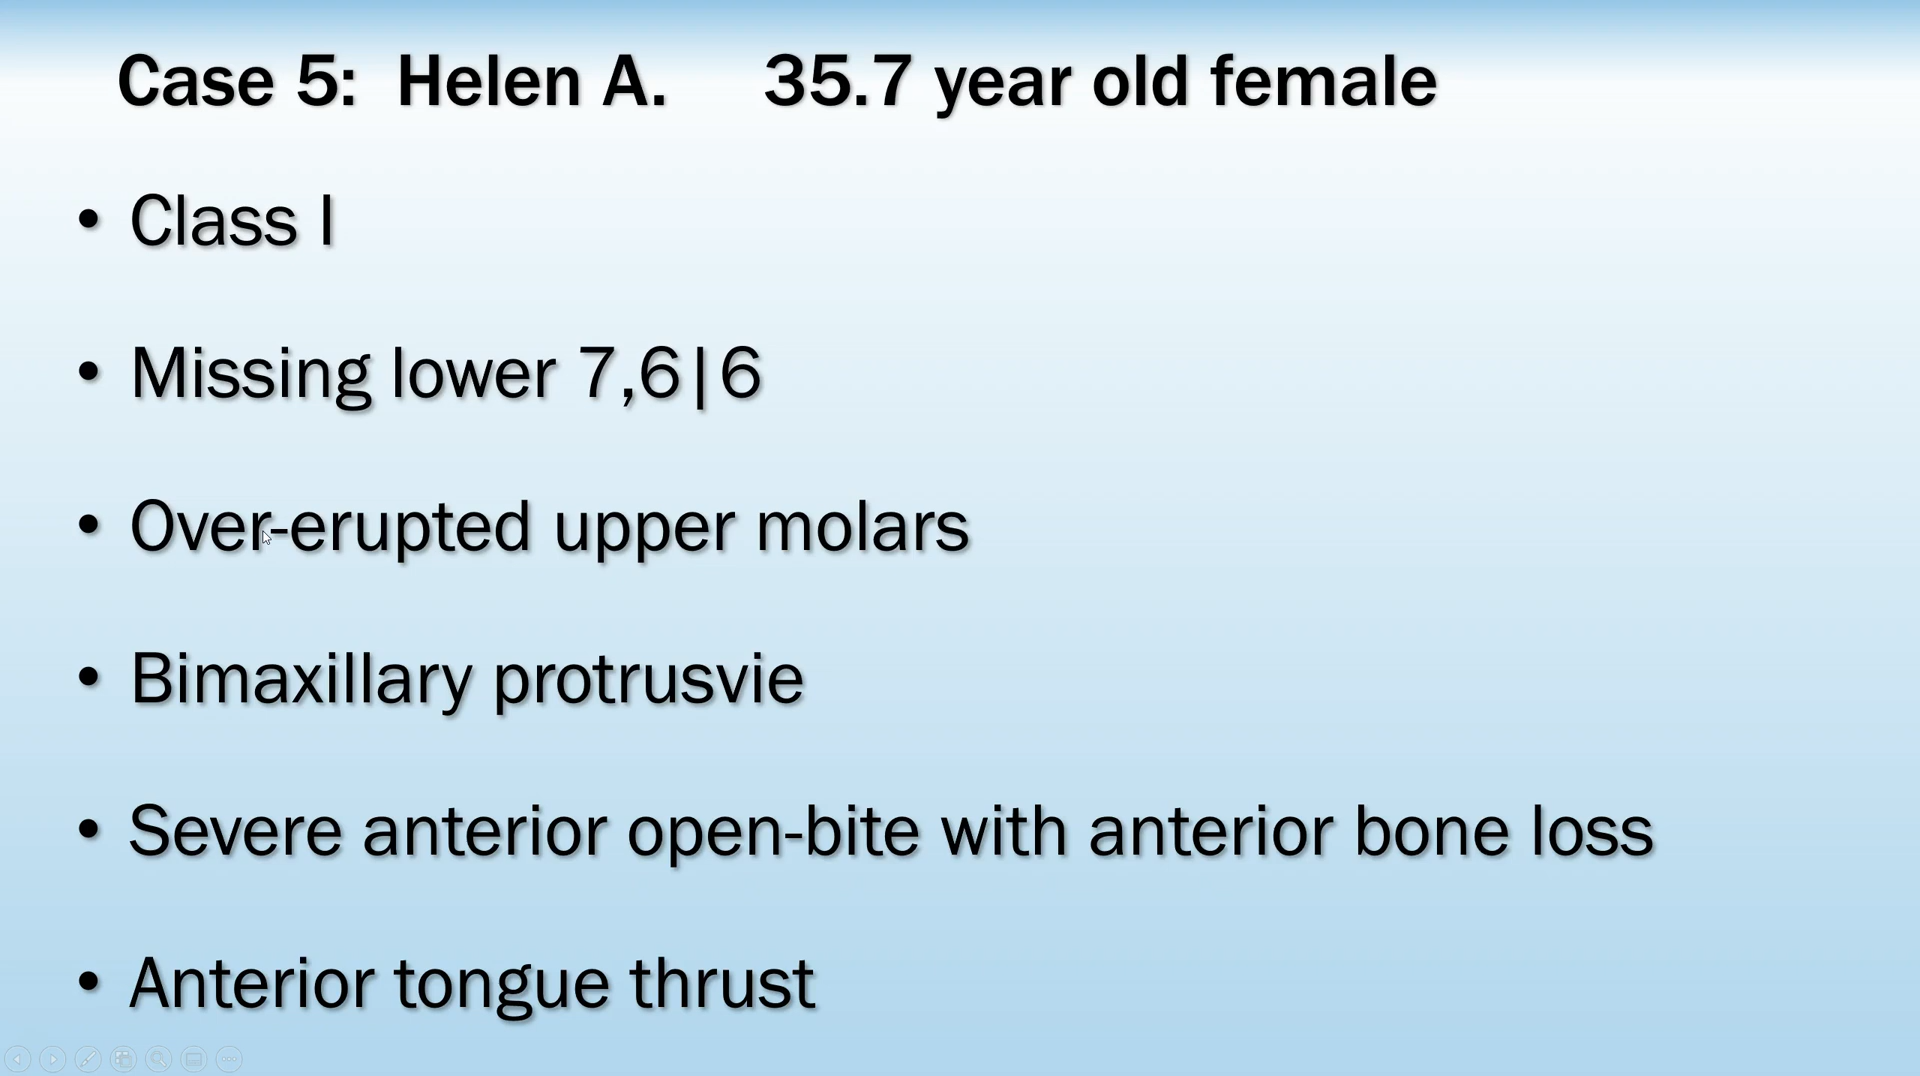 Case 5: Helen A. 35.7 year old female
• Class I
• Missing lower 7,6|6
• Over-erupted upper molars
• Bimaxillary protrusvie
• Severe anterior open-bite with anterior bone loss
• Anterior tongue thrust